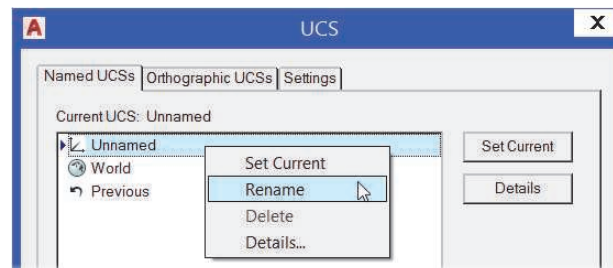 UCS
X
Named UCSs Orthographic UCSs Settings
Current UCS: Unnamed
Unnamed
World
Previous
Set Current
Rename
Delete
Details...
Set Current
Details